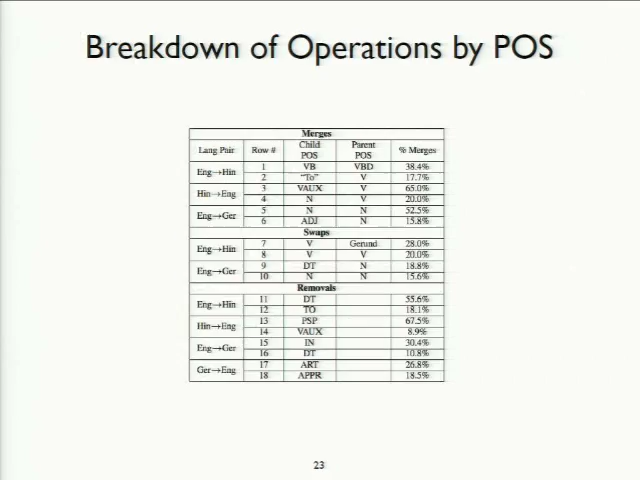 Breakdown of Operations by POS
Merges
Lang Pair Row # Child POS Parent POS % Merges
Eng→Hin 1 VB VBD 38.4%
2 "To" V 17.7%
Hin→Eng 3 VAUX V 65.0%
4 N V 20.0%
Eng→Ger 5 N N 52.5%
6 ADJ N 15.8%
Swaps
Eng→Hin 7 V Gerund 28.0%
8 V V 20.0%
Eng→Ger 9 DT N 18.8%
10 N N 15.6%
Removals
Eng→Hin 11 DT 55.6%
12 TO 18.1%
Hin→Eng 13 PSP 67.5%
14 VAUX 8.9%
Eng→Ger 15 IN 30.4%
16 DT 10.8%
Ger→Eng 17 ART 26.8%
18 APPR 18.5%
23